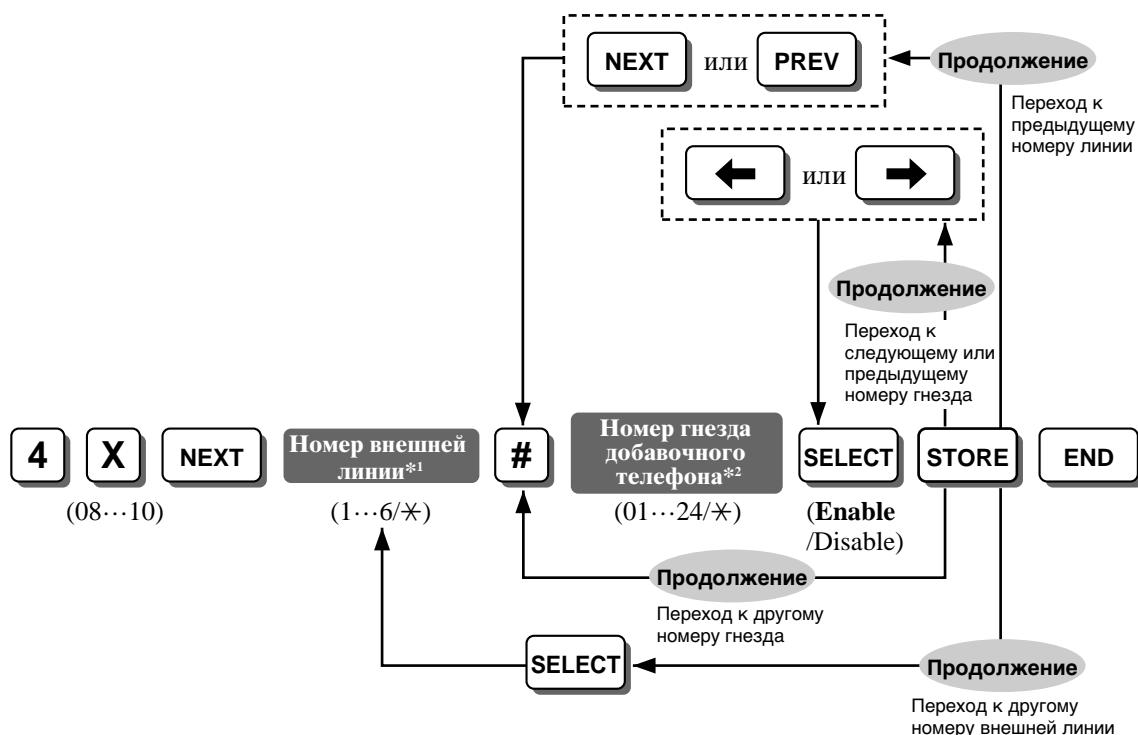 NEXT или PREV
Продолжение
Переход к
предыдущему
номеру линии
← или →
Продолжение
Переход к
следующему или
предыдущему
номеру гнезда
4 X NEXT
Номер внешней
линии*1
#
Номер гнезда
добавочного
телефона*2
SELECT STORE END
(08···10)
(1···6/✳)
(01···24/✳)
(Enable
/Disable)
Продолжение
Переход к другому
номеру гнезда
SELECT
Продолжение
Переход к другому
номеру внешней линии